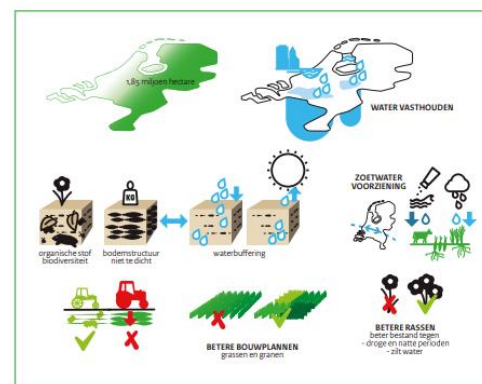 1,85 miljoen hectare
WATER VASTHOUDEN
ZOETWATER
VOORZIENING
KG
organische stof
biodiversiteit
bodemstructuur
niet te dicht
waterbuffering
BETERE BOUWPLANNEN
grassen en granen
BETERE RASSEN
beter bestand tegen
- droge en natte perioden
- zilt water